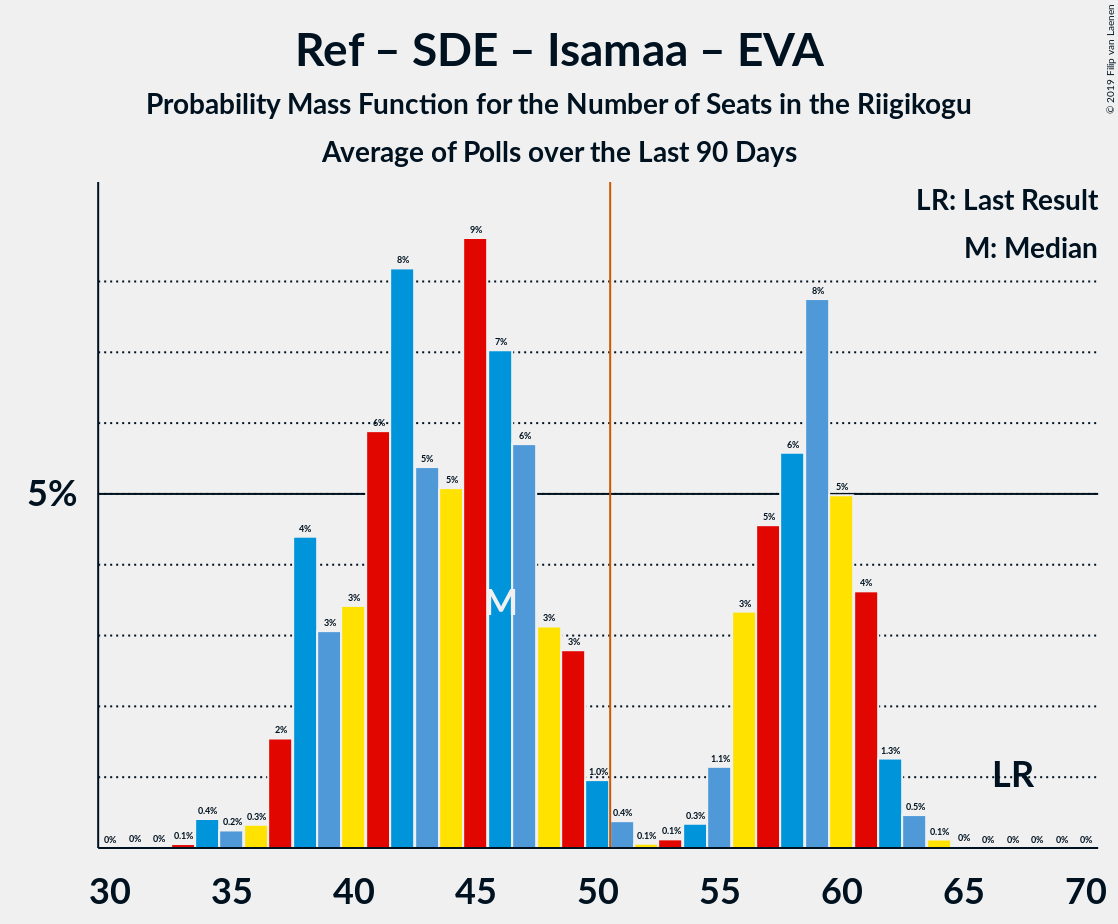 Ref – SDE – Isamaa – EVA
Probability Mass Function for the Number of Seats in the Riigikogu
Average of Polls over the Last 90 Days
© 2019 Filip van Laenen
LR: Last Result
M: Median
5%
0% 0% 0% 0.1% 0.4% 0.2% 0.3% 2% 4% 3% 3% 6% 8% 5% 5% 9% 7% 6% 3% 3% 1.0% 0.4% 0.1% 0.1% 0.3% 1.1% 3% 5% 6% 8% 5% 4% 1.3% 0.5% 0.1% 0% 0% 0% 0% 0% 0%
M
LR
30 35 40 45 50 55 60 65 70